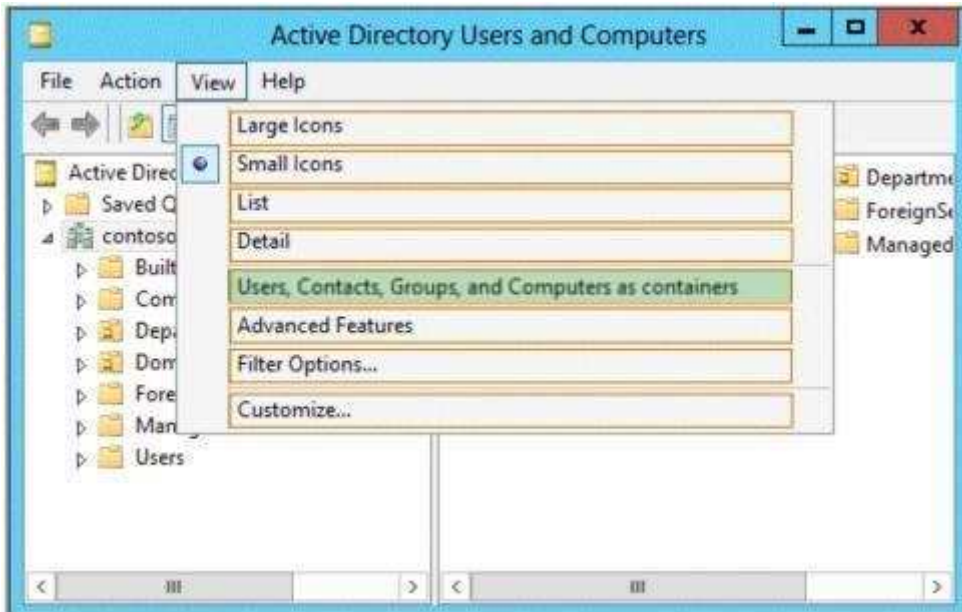 Active Directory Users and Computers
File Action View Help
Large Icons
Small Icons
List
Detail
Users, Contacts, Groups, and Computers as containers
Advanced Features
Filter Options...
Customize...
Active Direc
Saved Q
contoso
Built
Com
Depa
Dom
Fore
Man
Users
Departme
ForeignSe
Managed